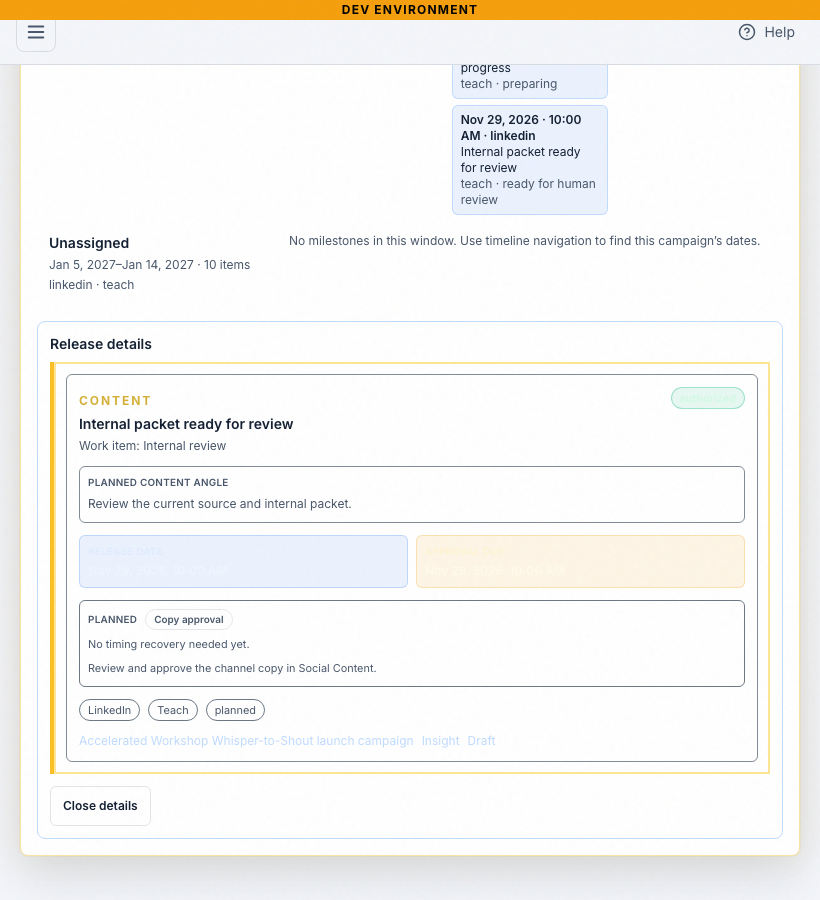 DEV ENVIRONMENT
Help
progress
teach · preparing
Nov 29, 2026 · 10:00
AM · linkedin
Internal packet ready
for review
teach · ready for human
review
Unassigned
Jan 5, 2027–Jan 14, 2027 · 10 items
linkedin · teach
No milestones in this window. Use timeline navigation to find this campaign's dates.
Release details
CONTENT
Internal packet ready for review
Work item: Internal review
PLANNED CONTENT ANGLE
Review the current source and internal packet.
RELEASE DATE
PLANNED
Copy approval
No timing recovery needed yet.
Review and approve the channel copy in Social Content.
LinkedIn
Teach
planned
Accelerated Workshop Whisper-to-Shout launch campaign
Insight
Draft
Close details